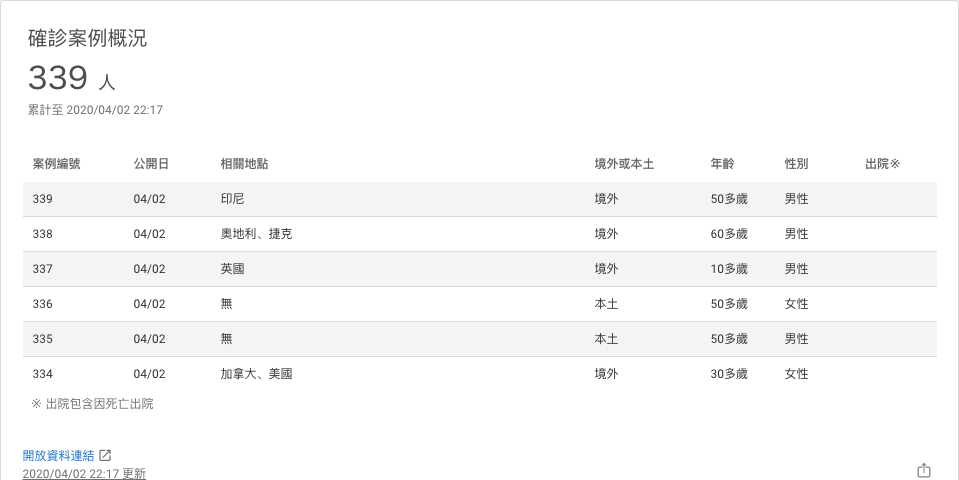 確診案例概況
339 人
累計至 2020/04/02 22:17
案例編號 公開日 相關地點 境外或本土 年齡 性別 出院※
339 04/02 印尼 境外 50多歲 男性
338 04/02 奧地利、捷克 境外 60多歲 男性
337 04/02 英國 境外 10多歲 男性
336 04/02 無 本土 50多歲 女性
335 04/02 無 本土 50多歲 男性
334 04/02 加拿大、美國 境外 30多歲 女性
※ 出院包含因死亡出院
開放資料連結
2020/04/02 22:17 更新